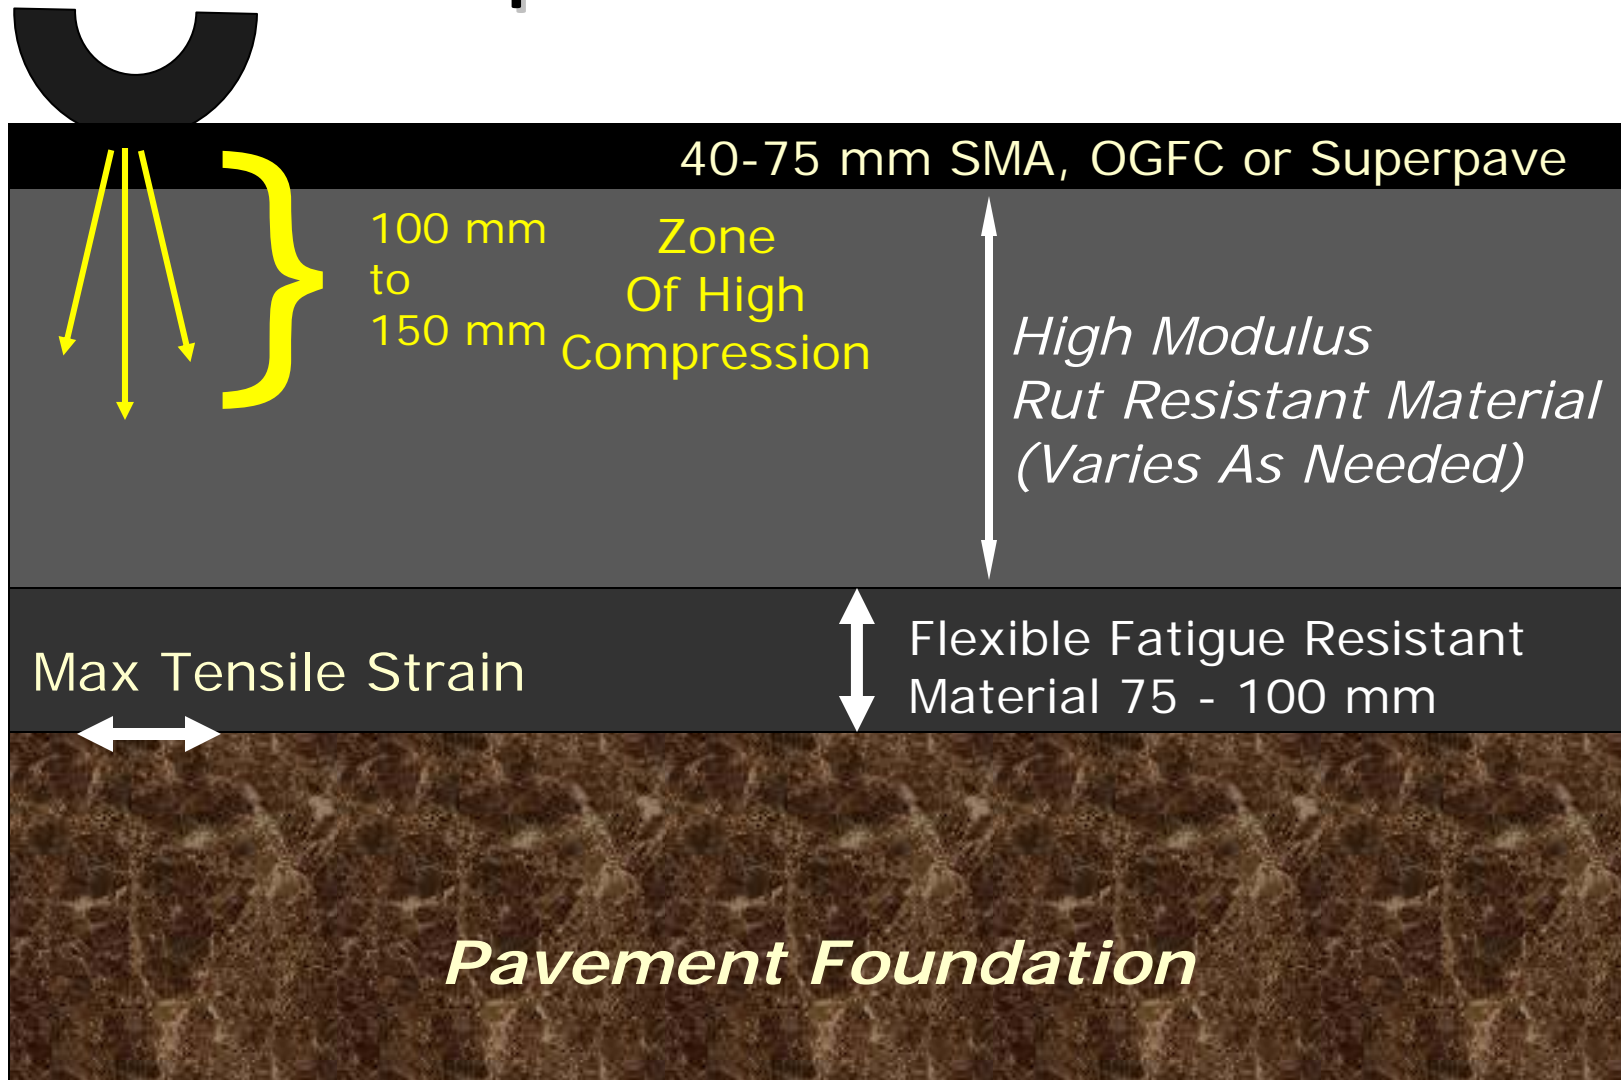 40-75 mm SMA, OGFC or Superpave
100 mm
to
150 mm
Zone
Of High
Compression
High Modulus
Rut Resistant Material
(Varies As Needed)
Max Tensile Strain
Flexible Fatigue Resistant
Material 75 - 100 mm
Pavement Foundation